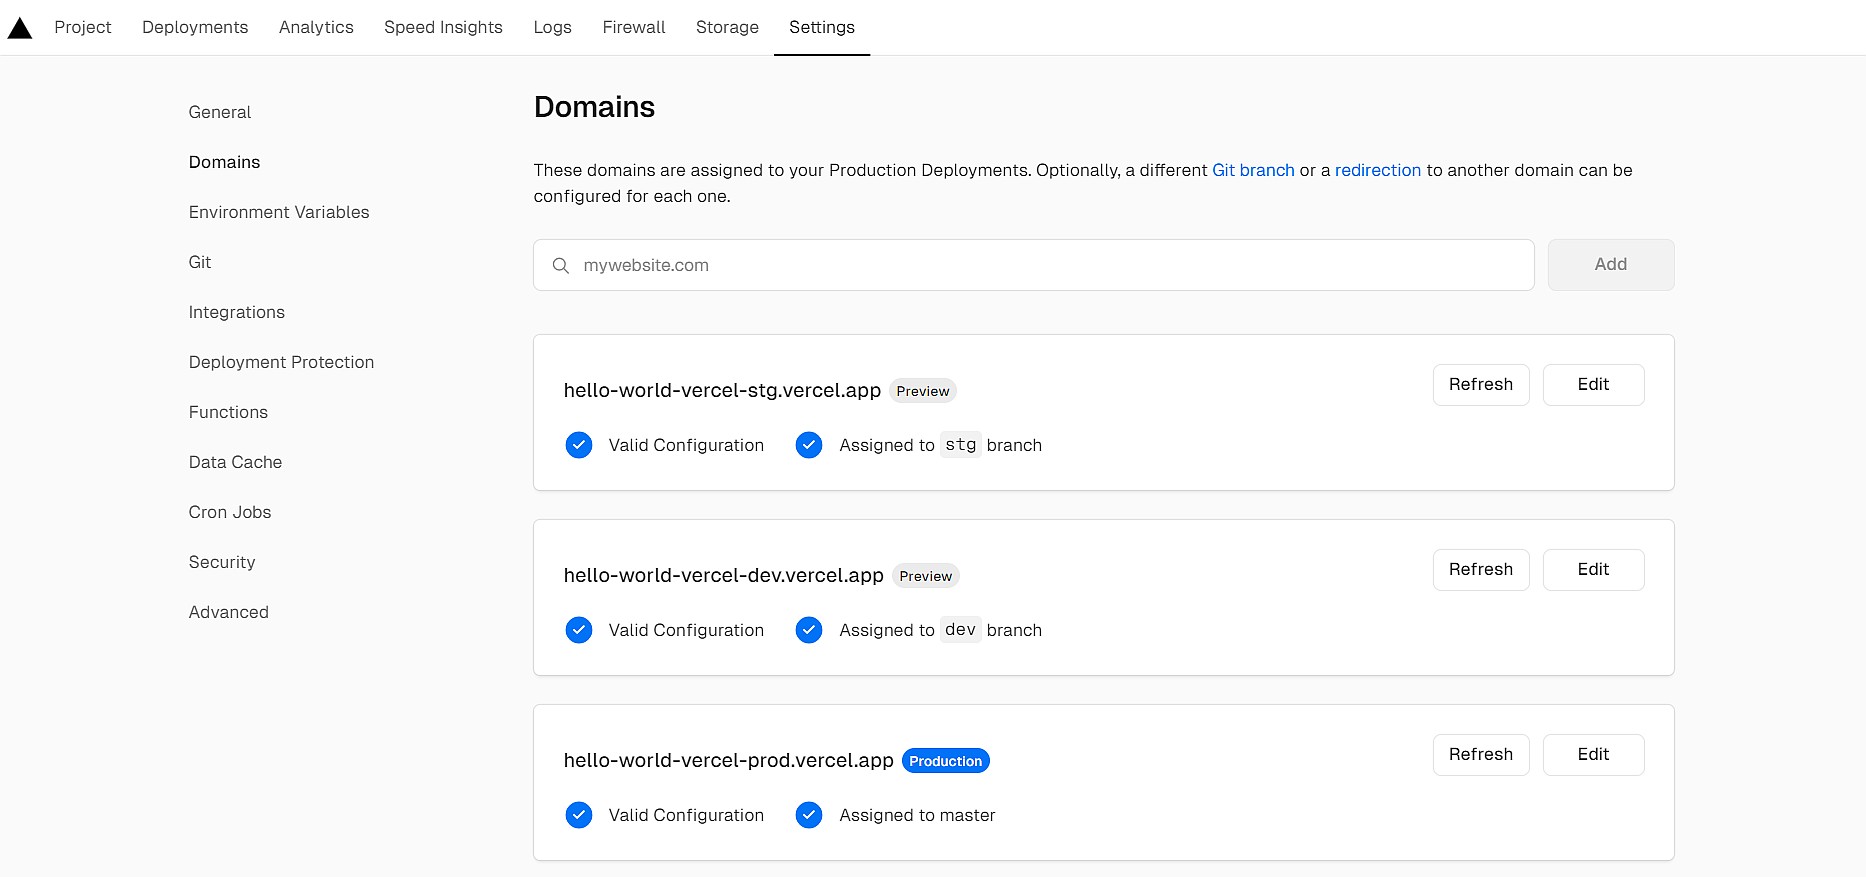 Project Deployments Analytics Speed Insights Logs Firewall Storage Settings
General
Domains
Environment Variables
Git
Integrations
Deployment Protection
Functions
Data Cache
Cron Jobs
Security
Advanced
Domains
These domains are assigned to your Production Deployments. Optionally, a different Git branch or a redirection to another domain can be
configured for each one.
mywebsite.com Add
hello-world-vercel-stg.vercel.app Preview Refresh Edit
Valid Configuration Assigned to stg branch
hello-world-vercel-dev.vercel.app Preview Refresh Edit
Valid Configuration Assigned to dev branch
hello-world-vercel-prod.vercel.app Production Refresh Edit
Valid Configuration Assigned to master